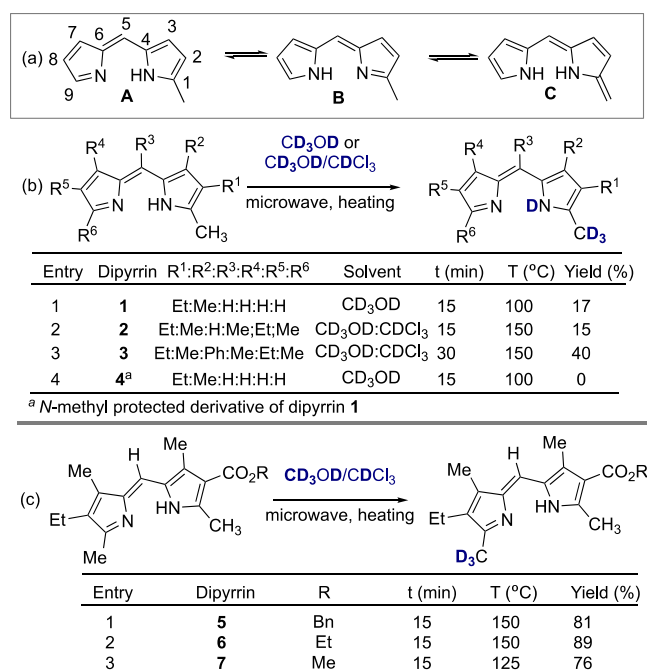 (a)
5
7 6 4 3
8 2
N HN
9 1
A
NH N
B
NH HN
C
(b)
R⁴ R³ R²
R⁵ R¹
N HN
R⁶ CH₃
CD₃OD or
CD₃OD/CDCl₃
microwave, heating
R⁴ R³ R²
R⁵ R¹
N DN
R⁶ CD₃
Entry Dipyrrin R¹:R²:R³:R⁴:R⁵:R⁶ Solvent t (min) T (°C) Yield (%)
1 1 Et:Me:H:H:H:H CD₃OD 15 100 17
2 2 Et:Me:H:Me;Et;Me CD₃OD:CDCl₃ 15 150 15
3 3 Et:Me:Ph:Me:Et:Me CD₃OD:CDCl₃ 30 150 40
4 4ᵃ Et:Me:H:H:H:H CD₃OD 15 100 0
ᵃ N-methyl protected derivative of dipyrrin 1
(c)
H Me
Me CO₂R
Et N HN CH₃
Me
CD₃OD/CDCl₃
microwave, heating
H Me
Me CO₂R
Et N HN CH₃
CD₃
Entry Dipyrrin R t (min) T (°C) Yield (%)
1 5 Bn 15 150 81
2 6 Et 15 150 89
3 7 Me 15 125 76